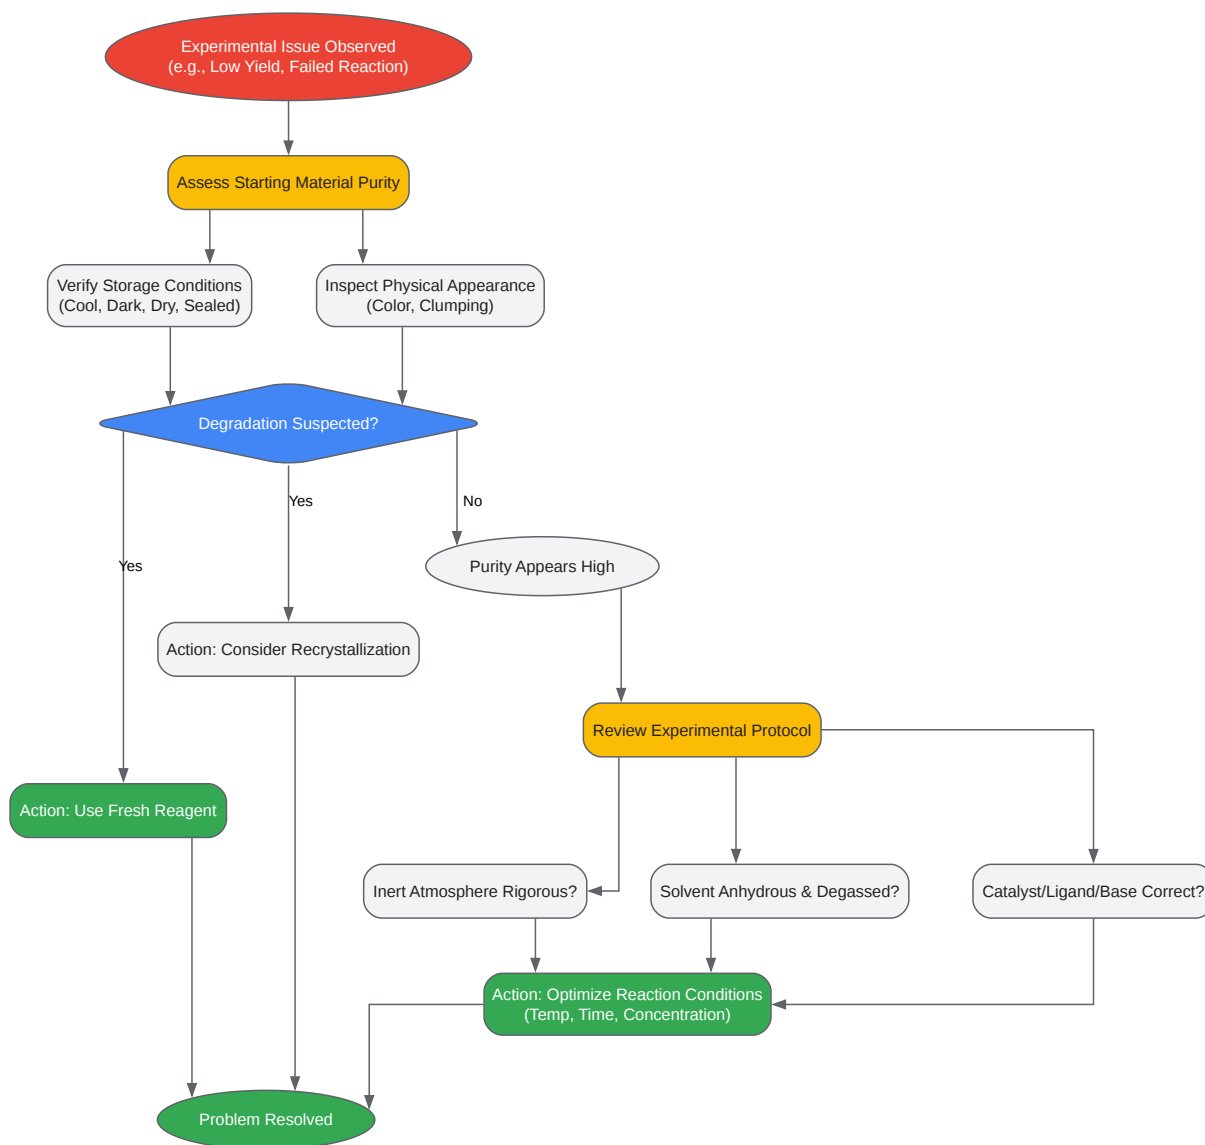 Experimental Issue Observed
(e.g., Low Yield, Failed Reaction)
Assess Starting Material Purity
Verify Storage Conditions
(Cool, Dark, Dry, Sealed)
Inspect Physical Appearance
(Color, Clumping)
Degradation Suspected?
Yes
No
Yes
Purity Appears High
Action: Consider Recrystallization
Review Experimental Protocol
Action: Use Fresh Reagent
Inert Atmosphere Rigorous?
Solvent Anhydrous & Degassed?
Catalyst/Ligand/Base Correct?
Action: Optimize Reaction Conditions
(Temp, Time, Concentration)
Problem Resolved